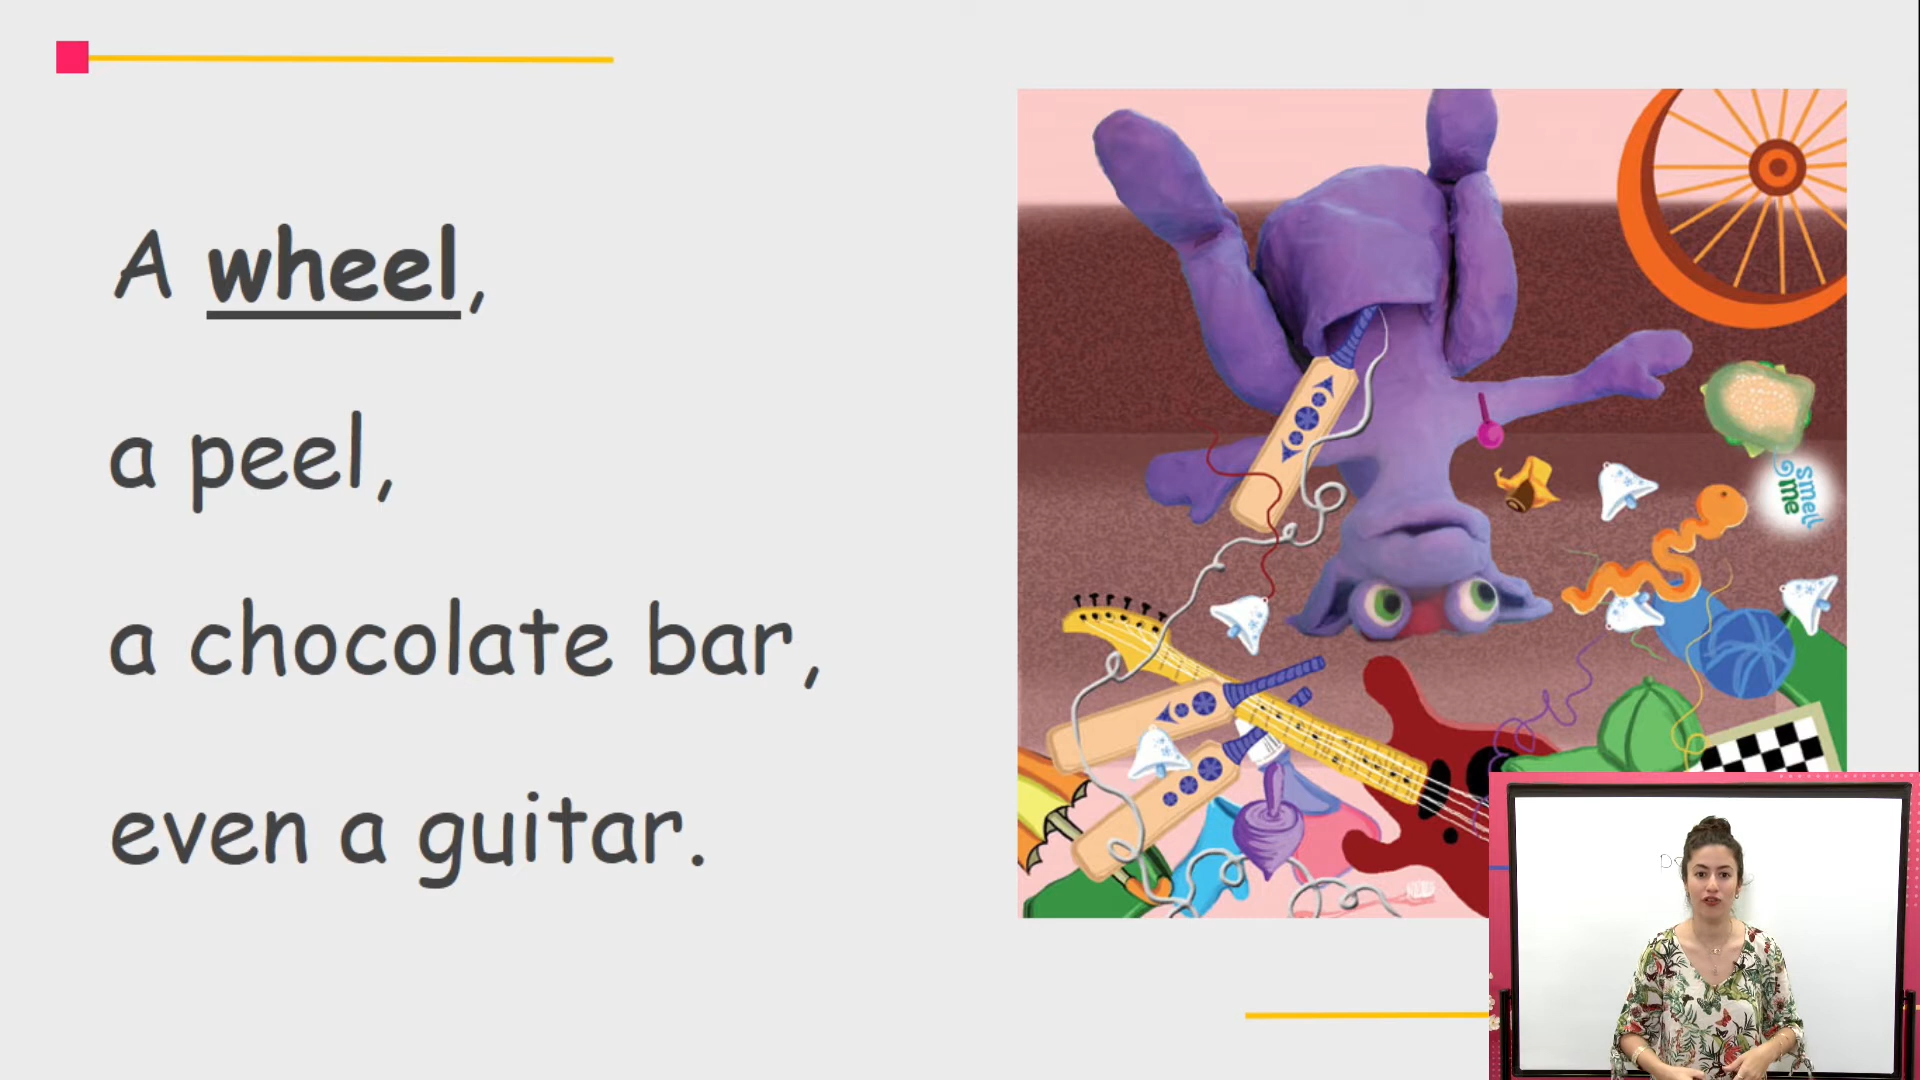 A wheel,
a peel,
a chocolate bar,
even a guitar.
smell
me